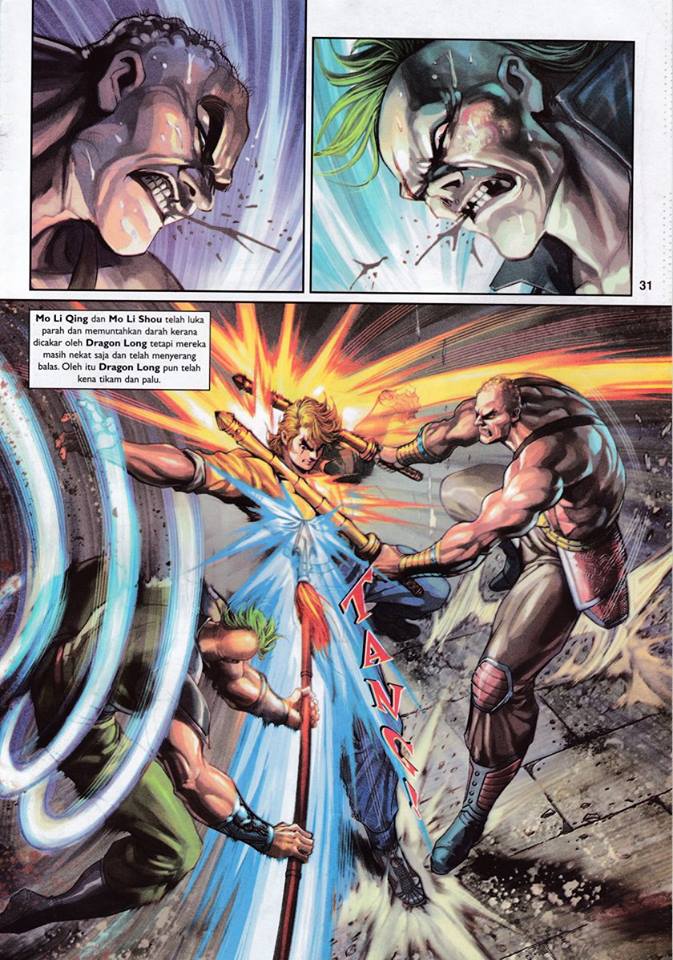 31
Mo Li Qing dan Mo Li Shou telah luka
parah dan memuntahkan darah kerana
dicakar oleh Dragon Long tetapi mereka
masih nekat saja dan telah menyerang
balas. Oleh itu Dragon Long pun telah
kena tikam dan palu.
TANG!